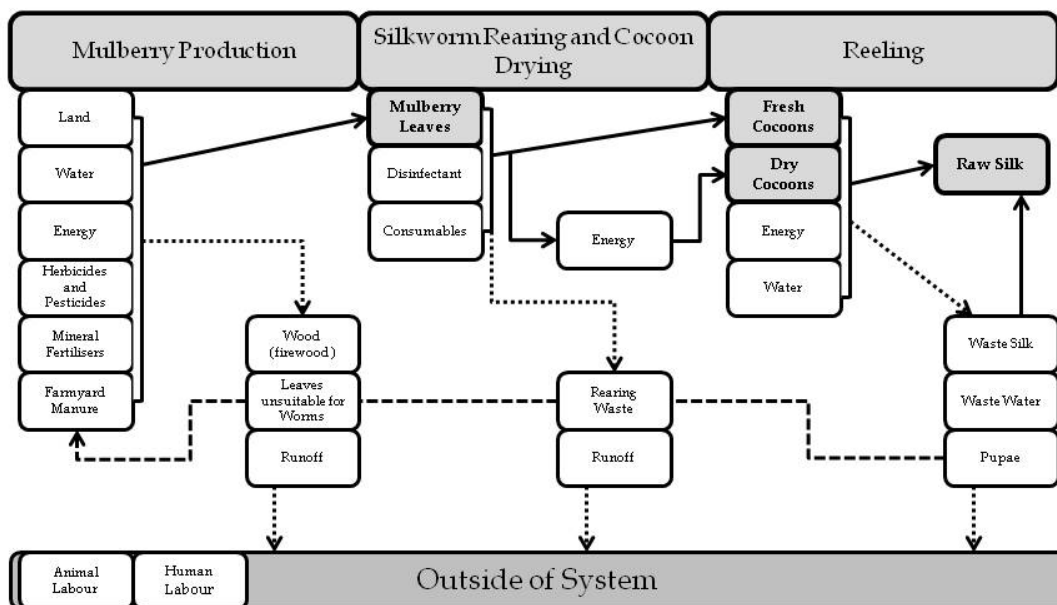 Mulberry Production
Silkworm Rearing and Cocoon
Drying
Reeling
Land
Water
Energy
Herbicides
and
Pesticides
Mineral
Fertilisers
Farmyard
Manure
Mulberry
Leaves
Disinfectant
Consumables
Energy
Fresh
Cocoons
Dry
Cocoons
Energy
Water
Raw Silk
Wood
(firewood)
Leaves
unsuitable for
Worms
Runoff
Rearing
Waste
Runoff
Waste Silk
Waste Water
Pupae
Animal
Labour
Human
Labour
Outside of System